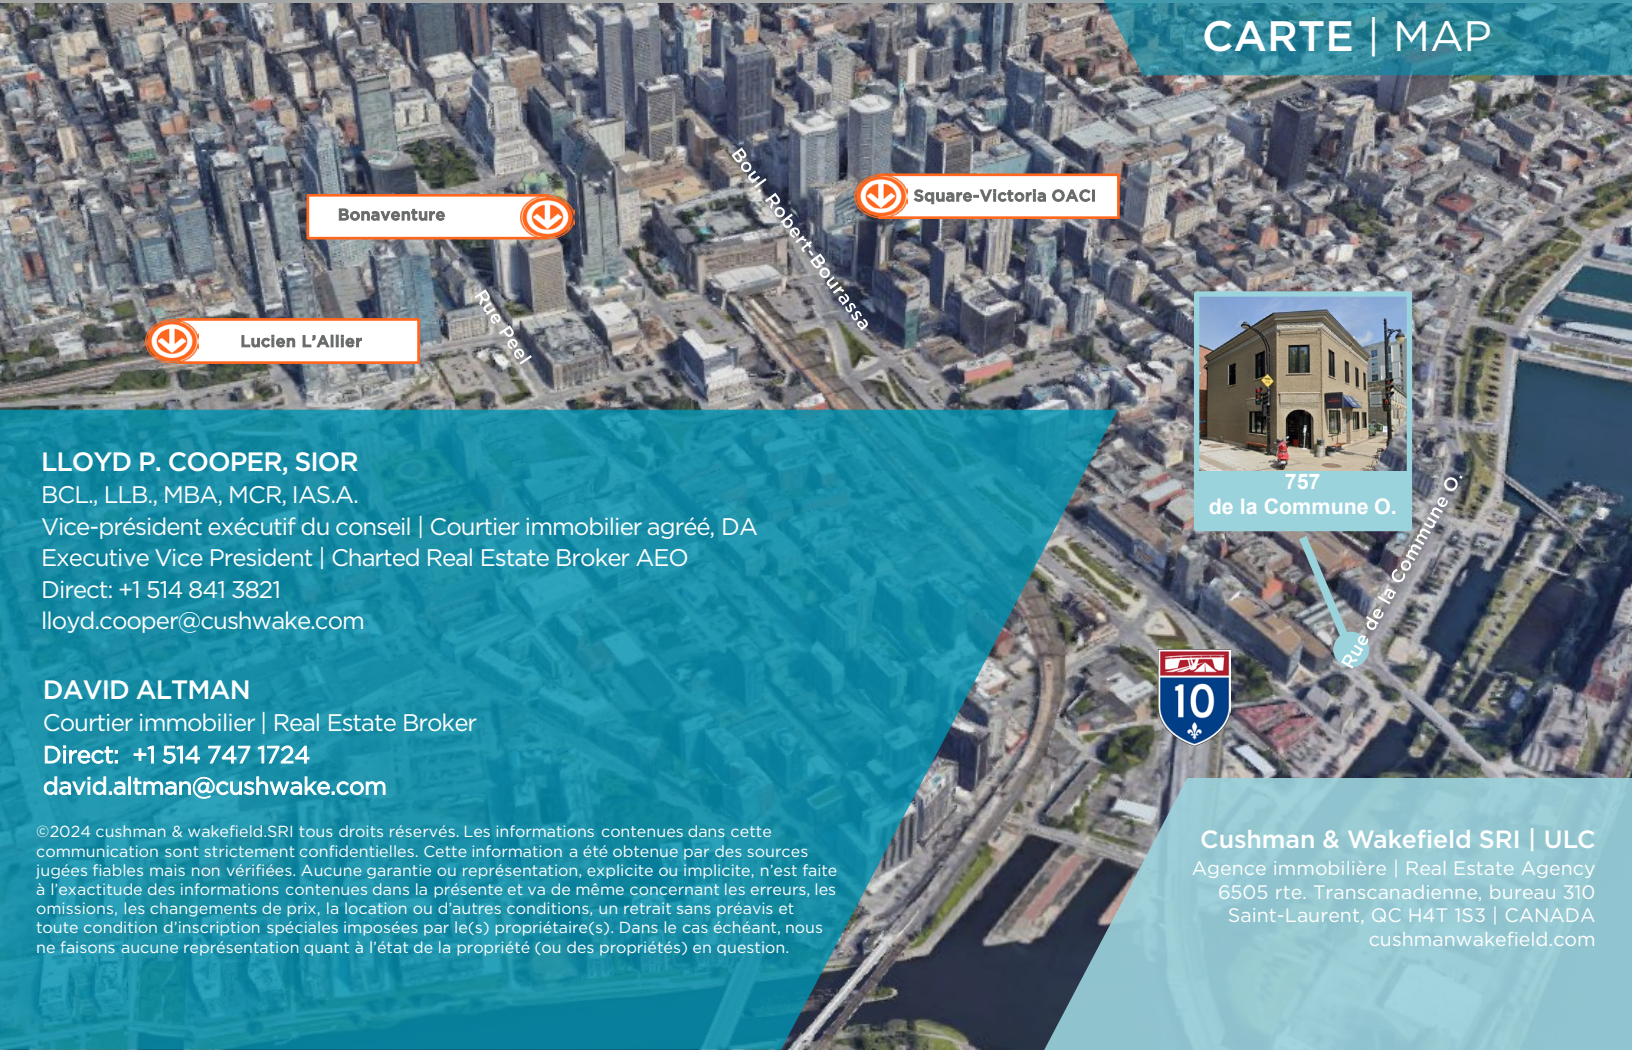 CARTE | MAP
Boul. Robert-Bourassa
Square-Victoria OACI
Bonaventure
Rue Peel
Lucien L’Allier
757
de la Commune O.
Rue de la Commune O.
10
LLOYD P. COOPER, SIOR
BCL., LLB., MBA, MCR, IAS.A.
Vice-président exécutif du conseil | Courtier immobilier agréé, DA
Executive Vice President | Charted Real Estate Broker AEO
Direct: +1 514 841 3821
lloyd.cooper@cushwake.com
DAVID ALTMAN
Courtier immobilier | Real Estate Broker
Direct: +1 514 747 1724
david.altman@cushwake.com
©2024 cushman & wakefield.SRI tous droits réservés. Les informations contenues dans cette
communication sont strictement confidentielles. Cette information a été obtenue par des sources
jugées fiables mais non vérifiées. Aucune garantie ou représentation, explicite ou implicite, n’est faite
à l’exactitude des informations contenues dans la présente et va de même concernant les erreurs, les
omissions, les changements de prix, la location ou d’autres conditions, un retrait sans préavis et
toute condition d’inscription spéciales imposées par le(s) propriétaire(s). Dans le cas échéant, nous
ne faisons aucune représentation quant à l’état de la propriété (ou des propriétés) en question.
Cushman & Wakefield SRI | ULC
Agence immobilière | Real Estate Agency
6505 rte. Transcanadienne, bureau 310
Saint-Laurent, QC H4T 1S3 | CANADA
cushmanwakefield.com